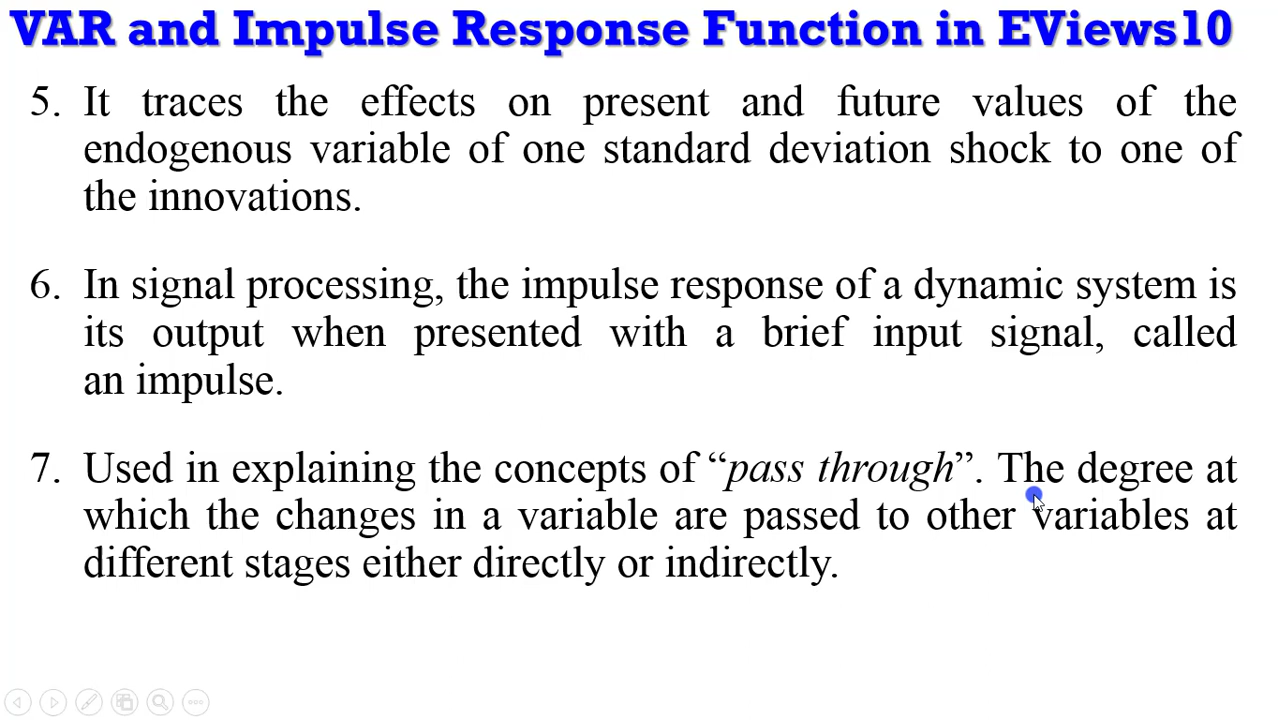 VAR and Impulse Response Function in EViews10
5. It traces the effects on present and future values of the
endogenous variable of one standard deviation shock to one of
the innovations.
6. In signal processing, the impulse response of a dynamic system is
its output when presented with a brief input signal, called
an impulse.
7. Used in explaining the concepts of “pass through”. The degree at
which the changes in a variable are passed to other variables at
different stages either directly or indirectly.